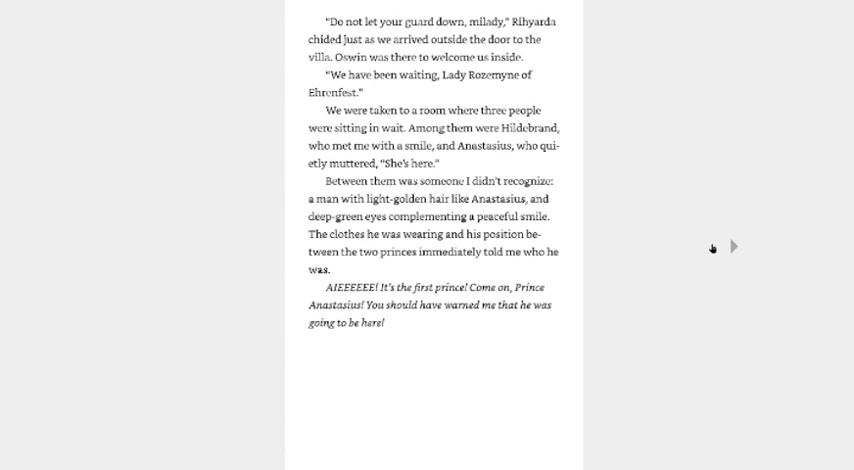 “Do not let your guard down, milady,” Rihyarda
chided just as we arrived outside the door to the
villa. Oswin was there to welcome us inside.
“We have been waiting, Lady Rozemyne of
Ehrenfest.”
We were taken to a room where three people
were sitting in wait. Among them were Hildebrand,
who met me with a smile, and Anastasius, who qui-
etly muttered, “She’s here.”
Between them was someone I didn’t recognize:
a man with light-golden hair like Anastasius, and
deep-green eyes complementing a peaceful smile.
The clothes he was wearing and his position be-
tween the two princes immediately told me who he
was.
AIEEEEEE! It’s the first prince! Come on, Prince
Anastasius! You should have warned me that he was
going to be here!